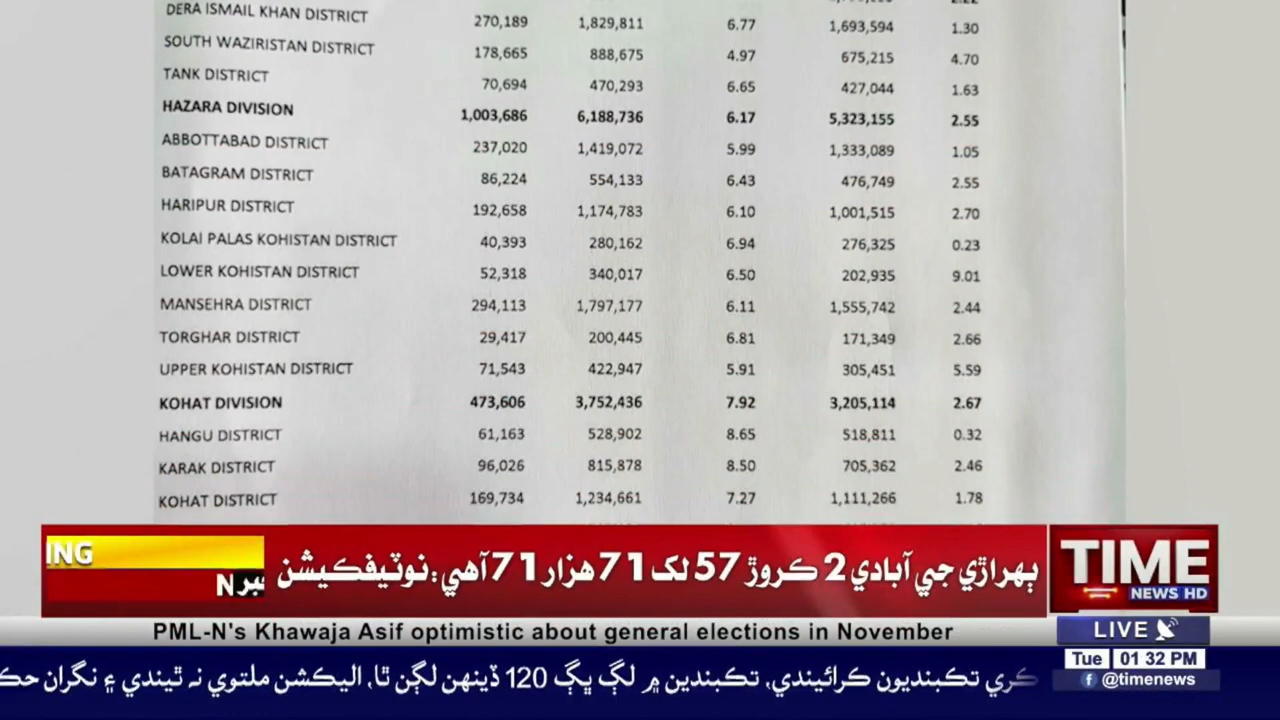 DERA ISMAIL KHAN DISTRICT 270,189 1,829,811 6.77 1,693,594 1.30
SOUTH WAZIRISTAN DISTRICT 178,665 888,675 4.97 675,215 4.70
TANK DISTRICT 70,694 470,293 6.65 427,044 1.63
HAZARA DIVISION 1,003,686 6,188,736 6.17 5,323,155 2.55
ABBOTTABAD DISTRICT 237,020 1,419,072 5.99 1,333,089 1.05
BATAGRAM DISTRICT 86,224 554,133 6.43 476,749 2.55
HARIPUR DISTRICT 192,658 1,174,783 6.10 1,001,515 2.70
KOLAI PALAS KOHISTAN DISTRICT 40,393 280,162 6.94 276,325 0.23
LOWER KOHISTAN DISTRICT 52,318 340,017 6.50 202,935 9.01
MANSEHRA DISTRICT 294,113 1,797,177 6.11 1,555,742 2.44
TORGHAR DISTRICT 29,417 200,445 6.81 171,349 2.66
UPPER KOHISTAN DISTRICT 71,543 422,947 5.91 305,451 5.59
KOHAT DIVISION 473,606 3,752,436 7.92 3,205,114 2.67
HANGU DISTRICT 61,163 528,902 8.65 518,811 0.32
KARAK DISTRICT 96,026 815,878 8.50 705,362 2.46
KOHAT DISTRICT 169,734 1,234,661 7.27 1,111,266 1.78
ING
N
ٻهراڙي جي آبادي 2 ڪروڙ 57 لک 71 هزار 71 آهي: نوٽيفڪيشن
TIME
NEWS HD
PML-N's Khawaja Asif optimistic about general elections in November
LIVE
ڪري تڪبنديون ڪرائيندي، تڪبندين ۾ لڳ ڀڳ 120 ڏينهن لڳن ٿا، اليڪشن ملتوي نہ ٿيندي ۽ نگران حڪ
Tue 01:32 PM
@timenews